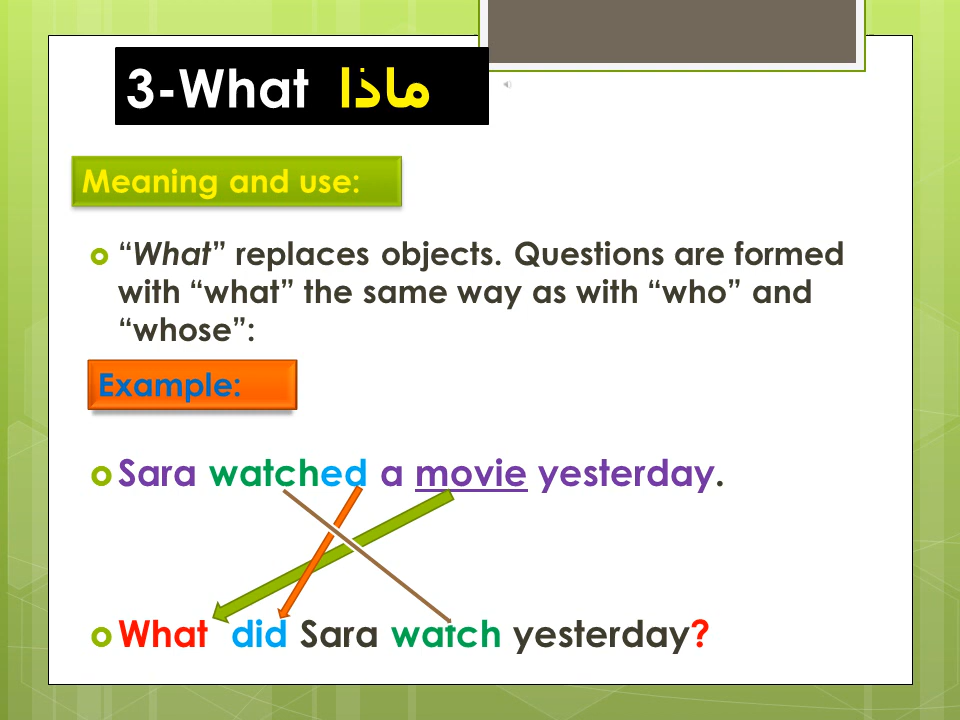 3-What ماذا
Meaning and use:
“What” replaces objects. Questions are formed
with “what” the same way as with “who” and
“whose”:
Example:
Sara watched a movie yesterday.
What did Sara watch yesterday?